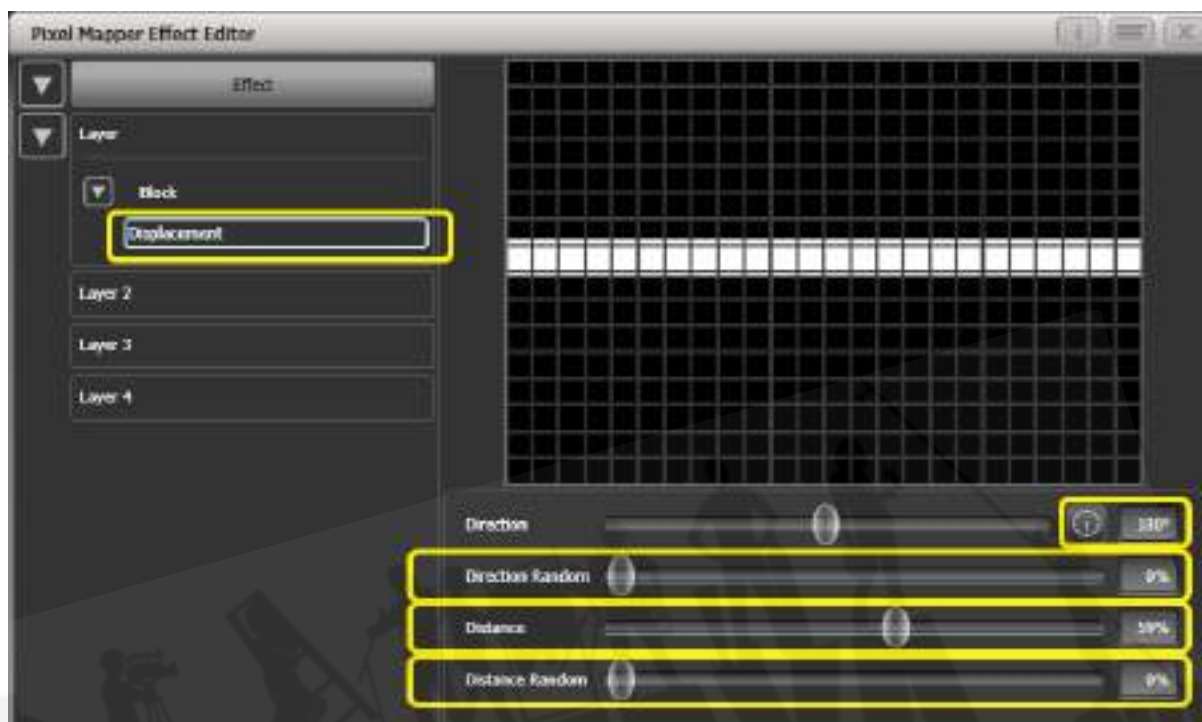 Pixel Mapper Effect Editor
Effect
Layer
Block
Displacement
Layer 2
Layer 3
Layer 4
Direction 180°
Direction Random 0%
Distance 59%
Distance Random 0%